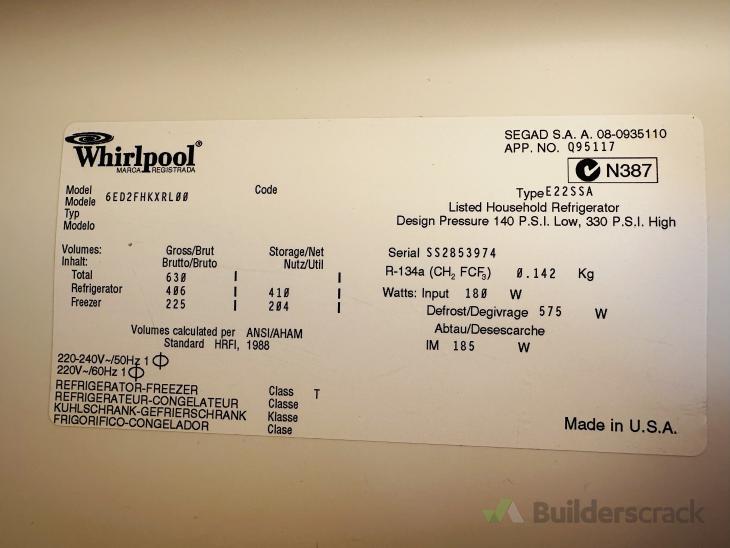 Whirlpool®
MARCA REGISTRADA
SEGAD S.A. A. 08-0935110
APP. NO. Q95117
N387
Model 6ED2FHKXRL00 Code
Modele
Typ
Modelo
Type E22SSA
Listed Household Refrigerator
Design Pressure 140 P.S.I. Low, 330 P.S.I. High
Volumes: Gross/Brut Storage/Net
Inhalt: Brutto/Bruto Nutz/Util
Total 630 l
Refrigerator 406 l 410 l
Freezer 225 l 204 l
Serial SS2853974
R-134a (CH2 FCF3) 0.142 Kg
Watts: Input 180 W
Defrost/Degivrage 575 W
Abtau/Desescarche
IM 185 W
Volumes calculated per ANSI/AHAM
Standard HRFI, 1988
220-240V~/50Hz 1 ϕ
220V~/60Hz 1 ϕ
REFRIGERATOR-FREEZER Class T
REFRIGERATEUR-CONGELATEUR Classe
KUHLSCHRANK-GEFRIERSCHRANK Klasse
FRIGORIFICO-CONGELADOR Clase
Made in U.S.A.
Builderscrack